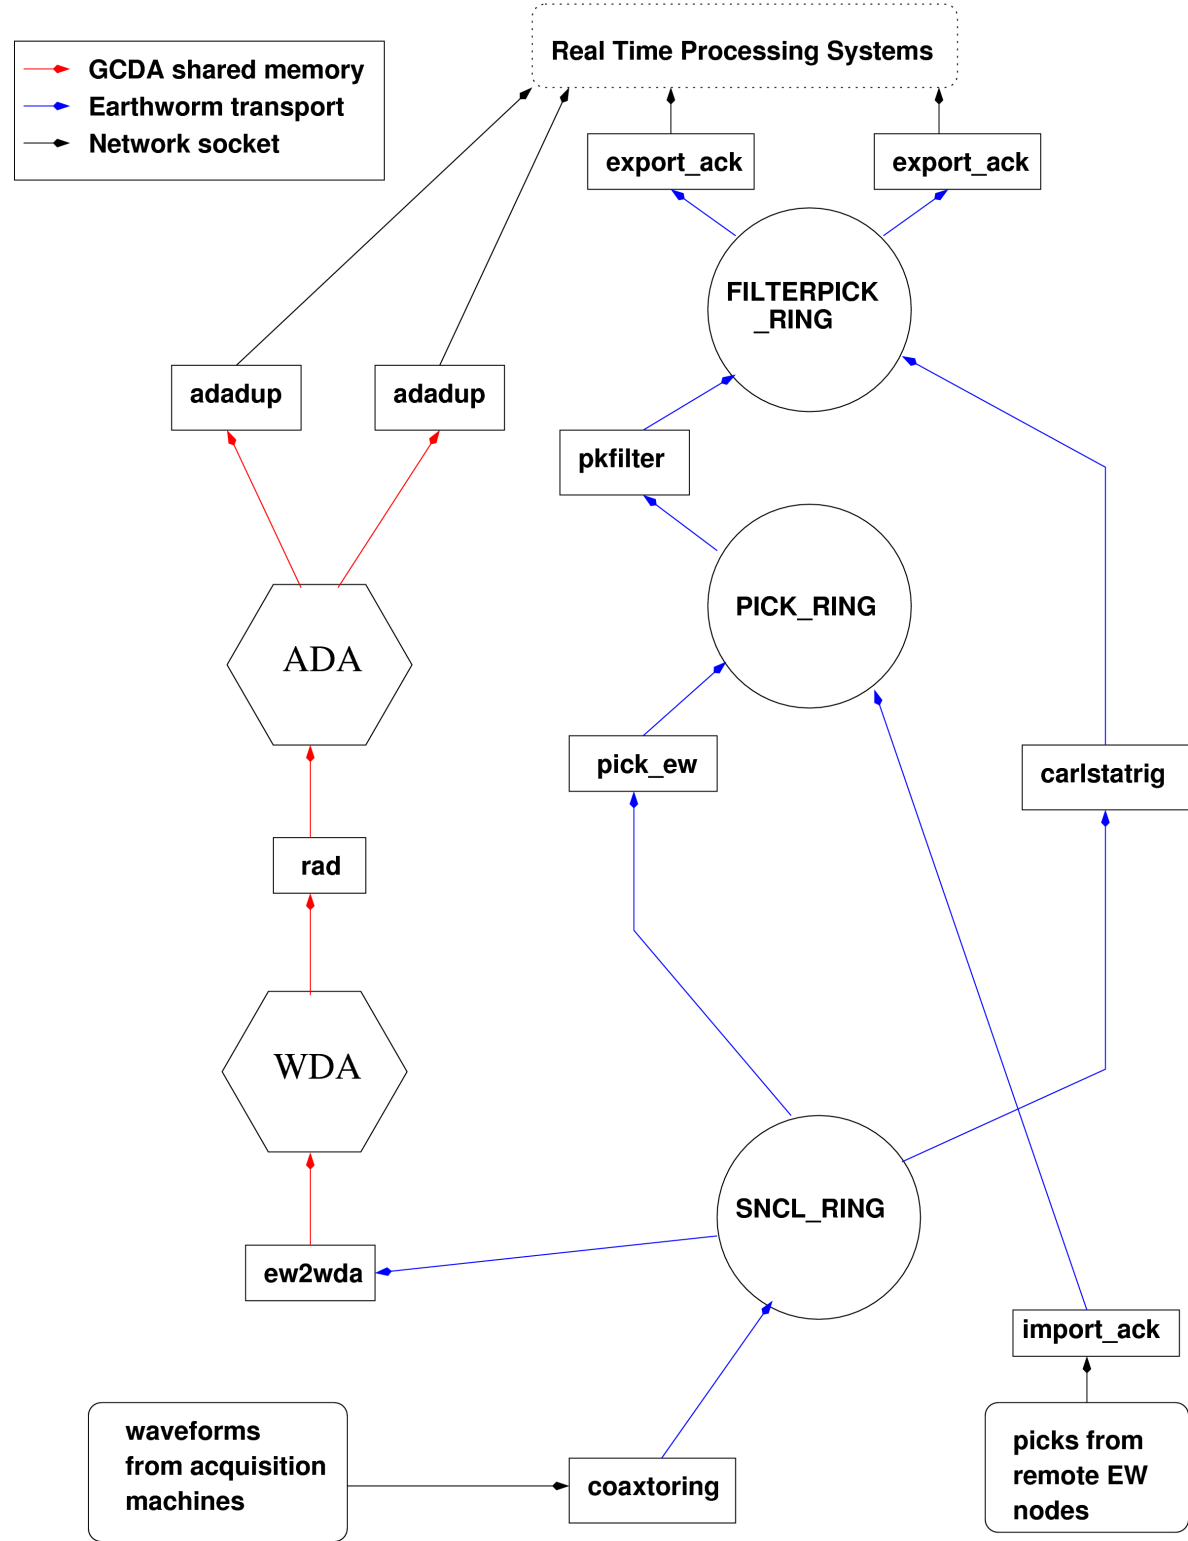 Real Time Processing Systems
GCDA shared memory
Earthworm transport
Network socket
export_ack
export_ack
FILTERPICK
_RING
adadup
adadup
pkfilter
PICK_RING
ADA
pick_ew
carlstatrig
rad
WDA
SNCL_RING
ew2wda
import_ack
waveforms
from acquisition
machines
coaxtoring
picks from
remote EW
nodes